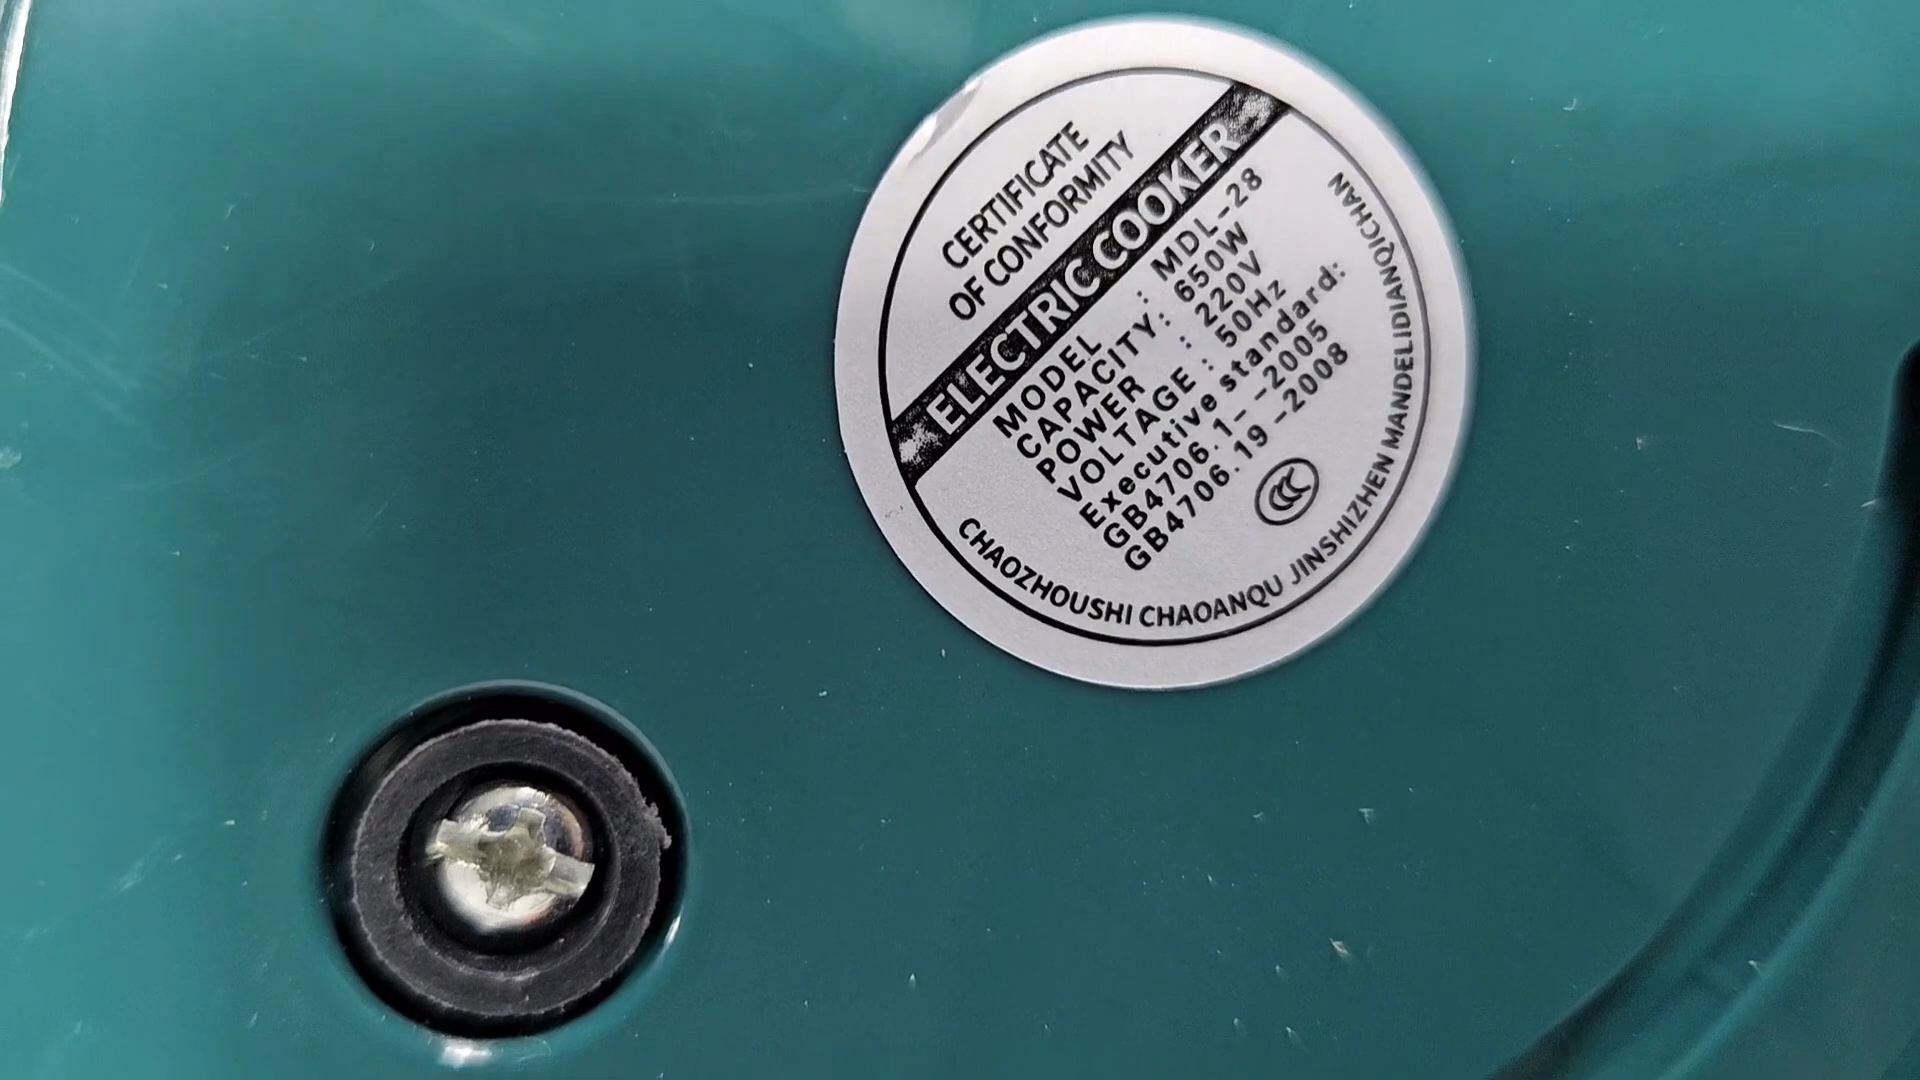 CERTIFICATE
OF CONFORMITY
ELECTRIC COOKER
MODEL : MDL-28
CAPACITY: 650W
POWER : 220V
VOLTAGE : 50Hz
Executive standard:
GB4706.1--2005
GB4706.19-2008
CCC
CHAOZHOUSHI CHAOANQU JINSHIZHEN MANDELIDIANQICHAN